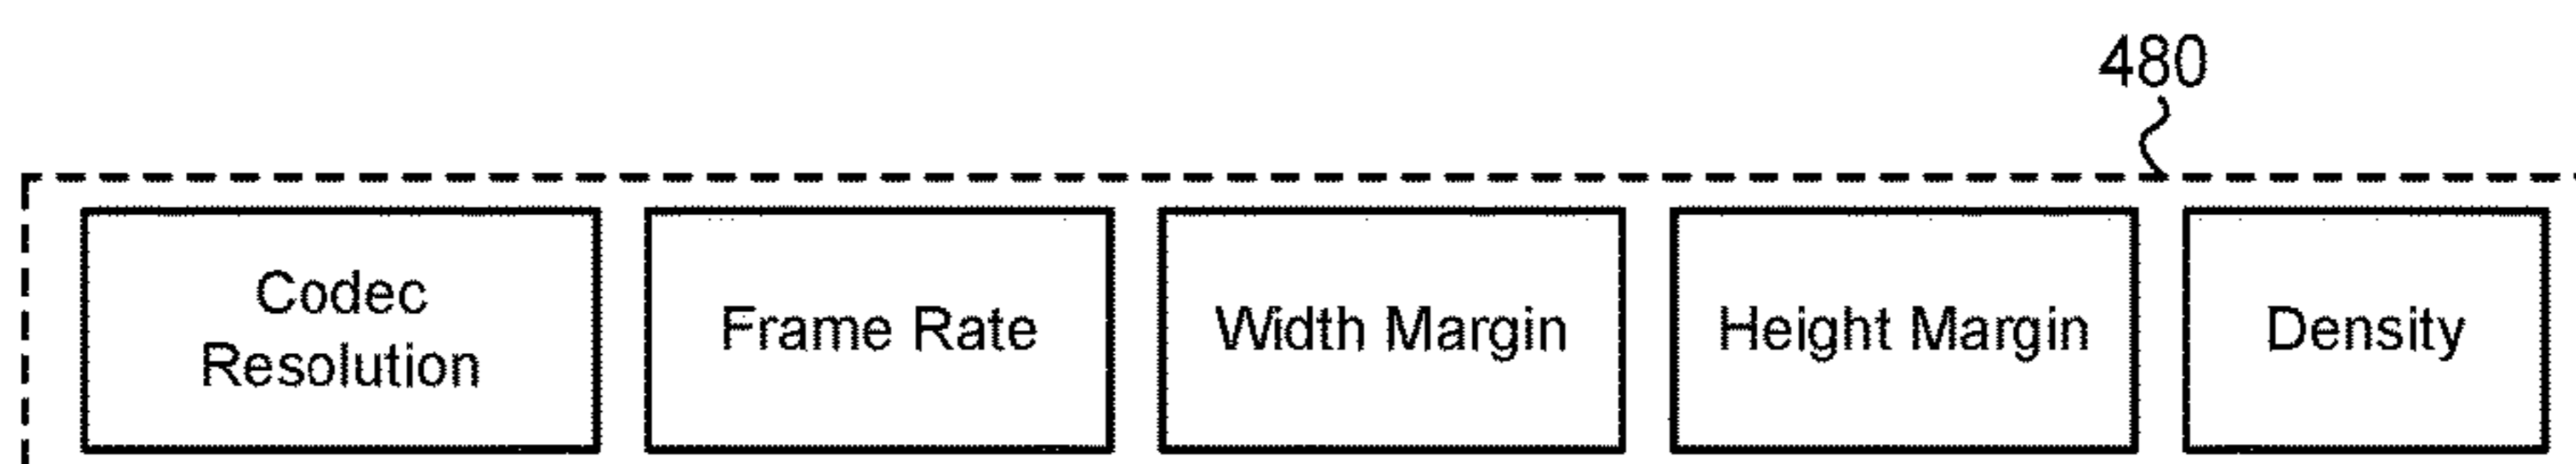 480
Codec
Resolution
Frame Rate
Width Margin
Height Margin
Density